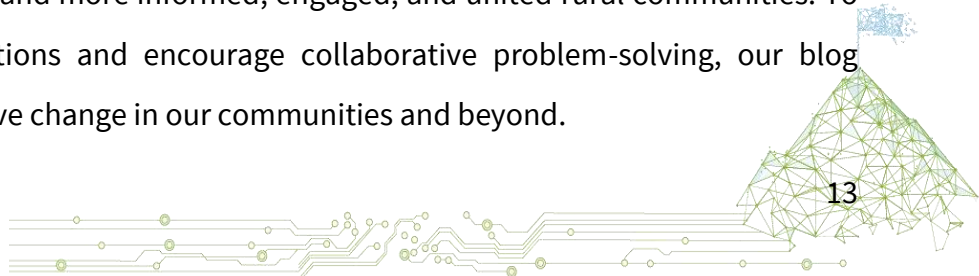 and more informed, engaged, and united rural communities. To
tions and encourage collaborative problem-solving, our blog
ve change in our communities and beyond.
13